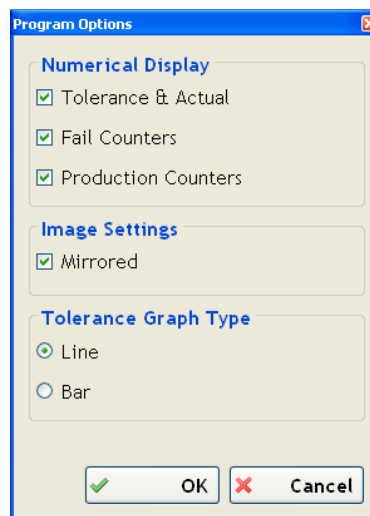 Program Options
Numerical Display
Tolerance & Actual
Fail Counters
Production Counters
Image Settings
Mirrored
Tolerance Graph Type
Line
Bar
OK
Cancel